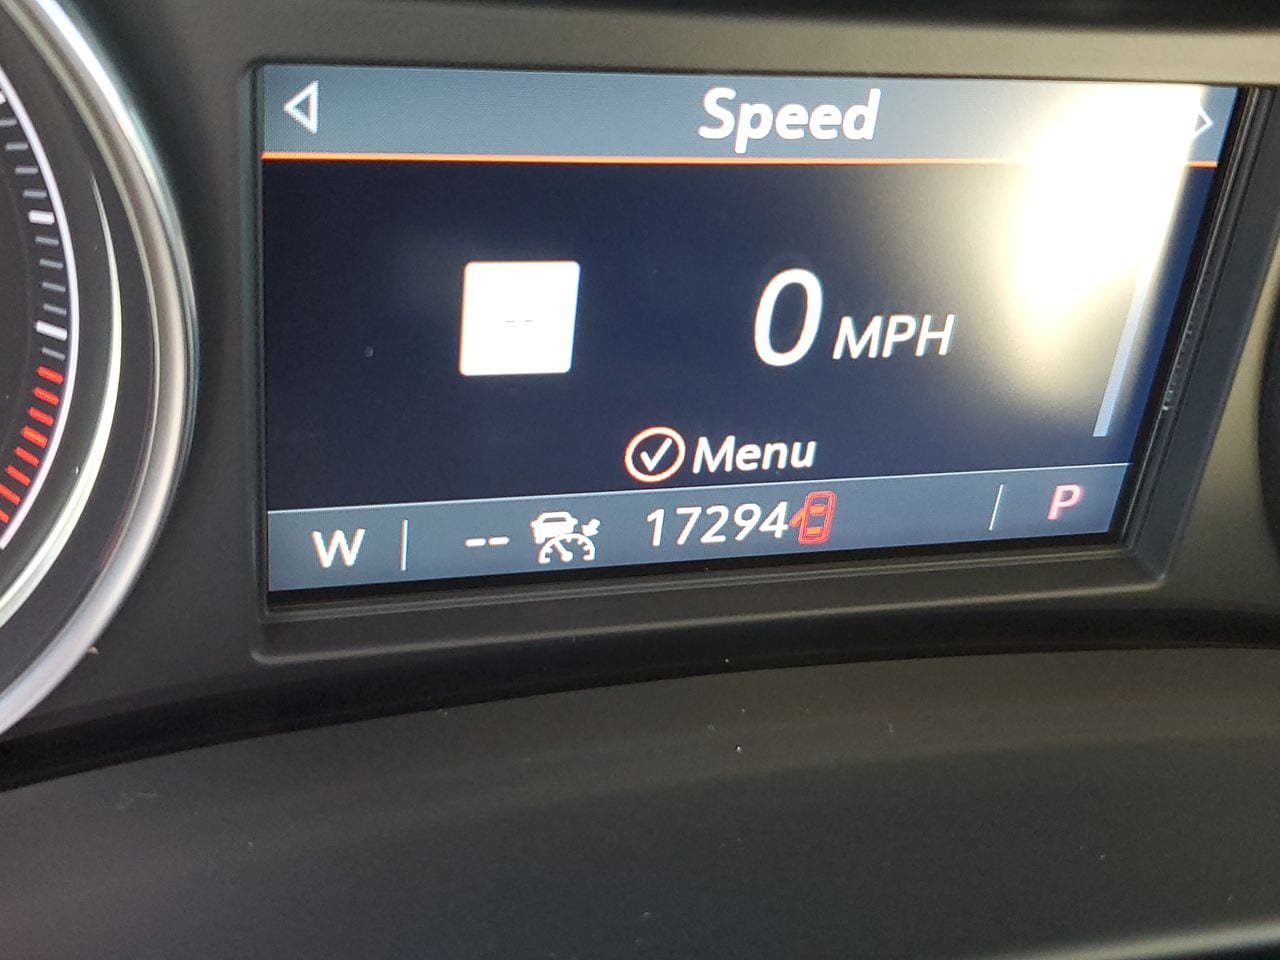 Speed
--
0 MPH
Menu
W -- 17294 P